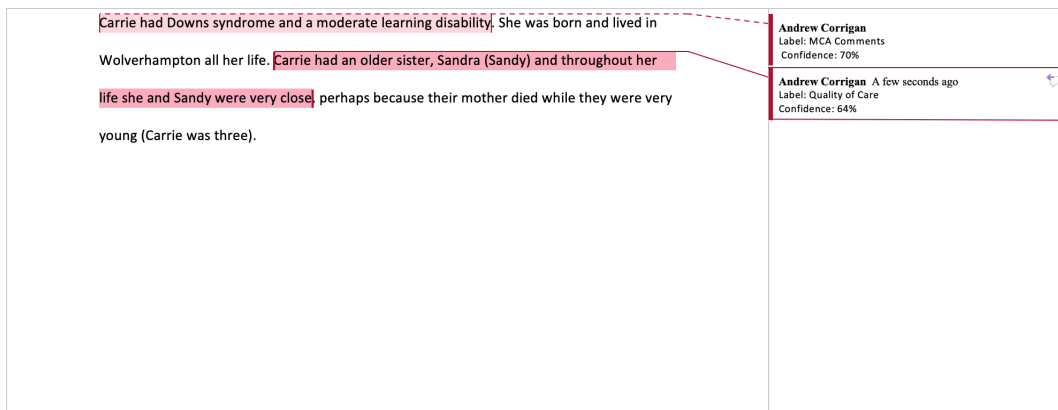 Carrie had Downs syndrome and a moderate learning disability. She was born and lived in
Wolverhampton all her life. Carrie had an older sister, Sandra (Sandy) and throughout her
life she and Sandy were very close, perhaps because their mother died while they were very
young (Carrie was three).
Andrew Corrigan
Label: MCA Comments
Confidence: 70%
Andrew Corrigan A few seconds ago
Label: Quality of Care
Confidence: 64%